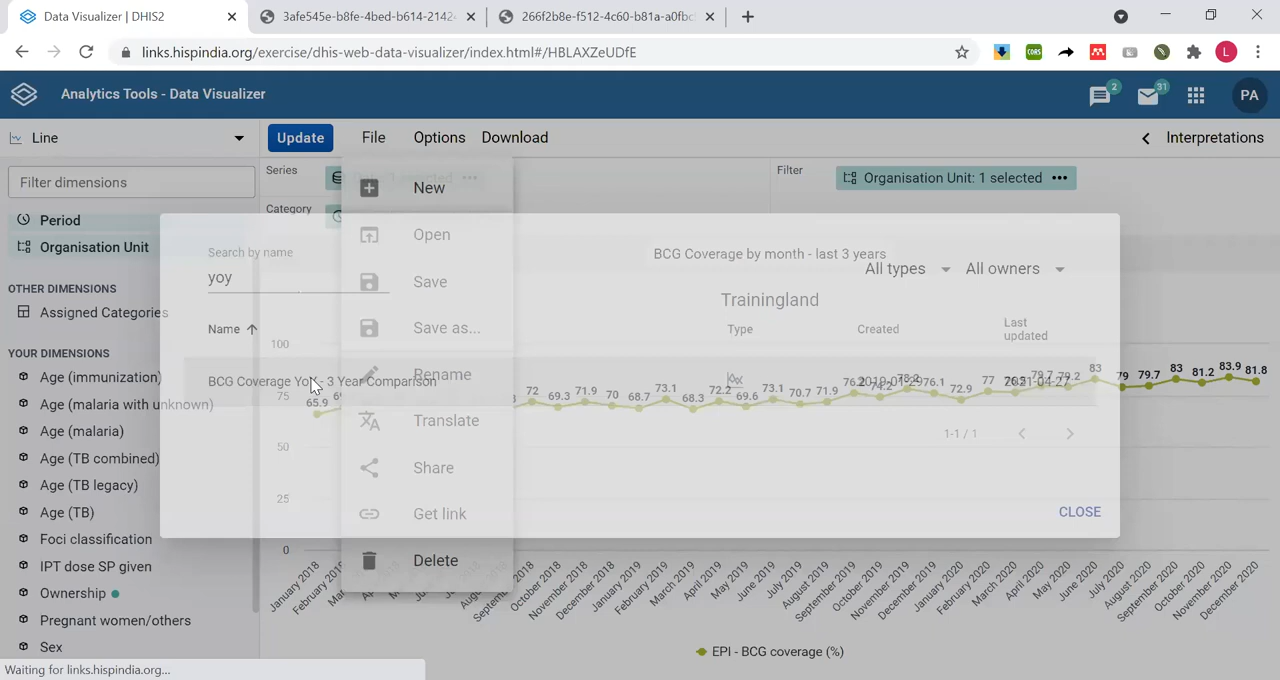 Data Visualizer | DHIS2
3afe545e-b8fe-4bed-b614-21424
266f2b8e-f512-4c60-b81a-a0fbc
links.hispindia.org/exercise/dhis-web-data-visualizer/index.html#/HBLAXZeUDfE
CORS
L
Analytics Tools - Data Visualizer
2
31
PA
Line
Update
File
Options
Download
Interpretations
Filter dimensions
Series
Filter
Organisation Unit: 1 selected
Category
New
Open
Save
Save as...
Rename
Translate
Share
Get link
Delete
Period
Organisation Unit
OTHER DIMENSIONS
Assigned Categories
YOUR DIMENSIONS
Age (immunization)
Age (malaria with unknown)
Age (malaria)
Age (TB combined)
Age (TB legacy)
Age (TB)
Foci classification
IPT dose SP given
Ownership
Pregnant women/others
Sex
Search by name
yoy
BCG Coverage by month - last 3 years
All types
All owners
Trainingland
Name
Type
Created
Last updated
BCG Coverage YoY - 3 Year Comparison
1-1 / 1
CLOSE
100
75
50
25
0
65.9
72 69.3 71.9 70 68.7 73.1 68.3 72.2 69.6 73.1 70.7 71.9 76.2 74.2 76.1 72.9 77 83 79 79.7 83 81.2 83.9 81.8
January 2018
February 2018
October 2018
November 2018
December 2018
January 2019
February 2019
March 2019
April 2019
May 2019
June 2019
July 2019
August 2019
September 2019
October 2019
November 2019
December 2019
January 2020
February 2020
March 2020
April 2020
May 2020
June 2020
July 2020
August 2020
September 2020
October 2020
November 2020
December 2020
EPI - BCG coverage (%)
Waiting for links.hispindia.org...